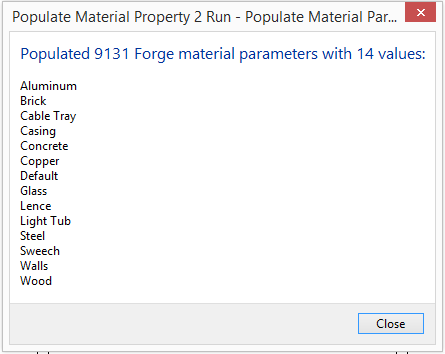 Populate Material Property 2 Run - Populate Material Par...
Populated 9131 Forge material parameters with 14 values:
Aluminum
Brick
Cable Tray
Casing
Concrete
Copper
Default
Glass
Lence
Light Tub
Steel
Sweech
Walls
Wood
Close